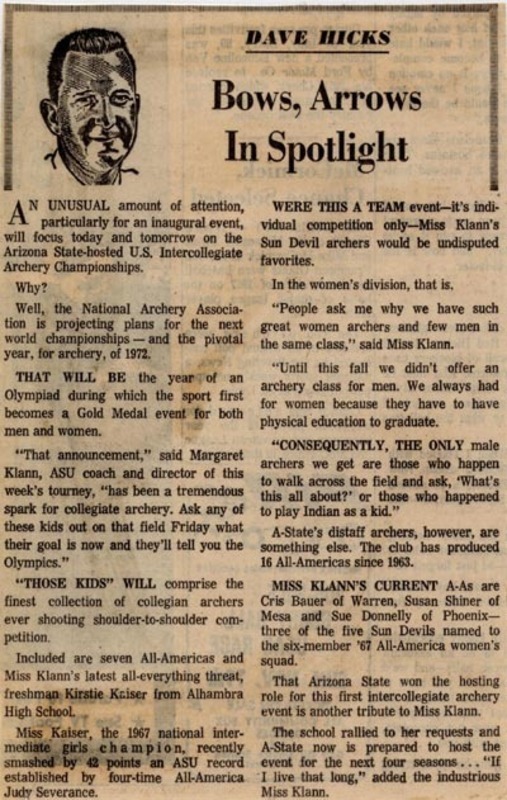 DAVE HICKS
Bows, Arrows
In Spotlight
AN UNUSUAL amount of attention,
particularly for an inaugural event,
will focus today and tomorrow on the
Arizona State-hosted U.S. Intercollegiate
Archery Championships.
Why?
Well, the National Archery Associa-
tion is projecting plans for the next
world championships — and the pivotal
year, for archery, of 1972.
THAT WILL BE the year of an
Olympiad during which the sport first
becomes a Gold Medal event for both
men and women.
"That announcement," said Margaret
Klann, ASU coach and director of this
week's tourney, "has been a tremendous
spark for collegiate archery. Ask any of
these kids out on that field Friday what
their goal is now and they'll tell you the
Olympics."
"THOSE KIDS" WILL comprise the
finest collection of collegian archers
ever shooting shoulder-to-shoulder com-
petition.
Included are seven All-Americas and
Miss Klann's latest all-everything threat,
freshman Kirstie Kaiser from Alhambra
High School.
Miss Kaiser, the 1967 national inter-
mediate girls champion, recently
smashed by 42 points an ASU record
established by four-time All-America
Judy Severance.
WERE THIS A TEAM event—it's indi-
vidual competition only—Miss Klann's
Sun Devil archers would be undisputed
favorites.
In the women's division, that is.
"People ask me why we have such
great women archers and few men in
the same class," said Miss Klann.
"Until this fall we didn't offer an
archery class for men. We always had
for women because they have to have
physical education to graduate.
"CONSEQUENTLY, THE ONLY male
archers we get are those who happen
to walk across the field and ask, 'What's
this all about?' or those who happened
to play Indian as a kid."
A-State's distaff archers, however, are
something else. The club has produced
16 All-Americas since 1963.
MISS KLANN'S CURRENT A-As are
Cris Bauer of Warren, Susan Shiner of
Mesa and Sue Donnelly of Phoenix—
three of the five Sun Devils named to
the six-member '67 All-America women's
squad.
That Arizona State won the hosting
role for this first intercollegiate archery
event is another tribute to Miss Klann.
The school rallied to her requests and
A-State now is prepared to host the
event for the next four seasons . . . "If
I live that long," added the industrious
Miss Klann.